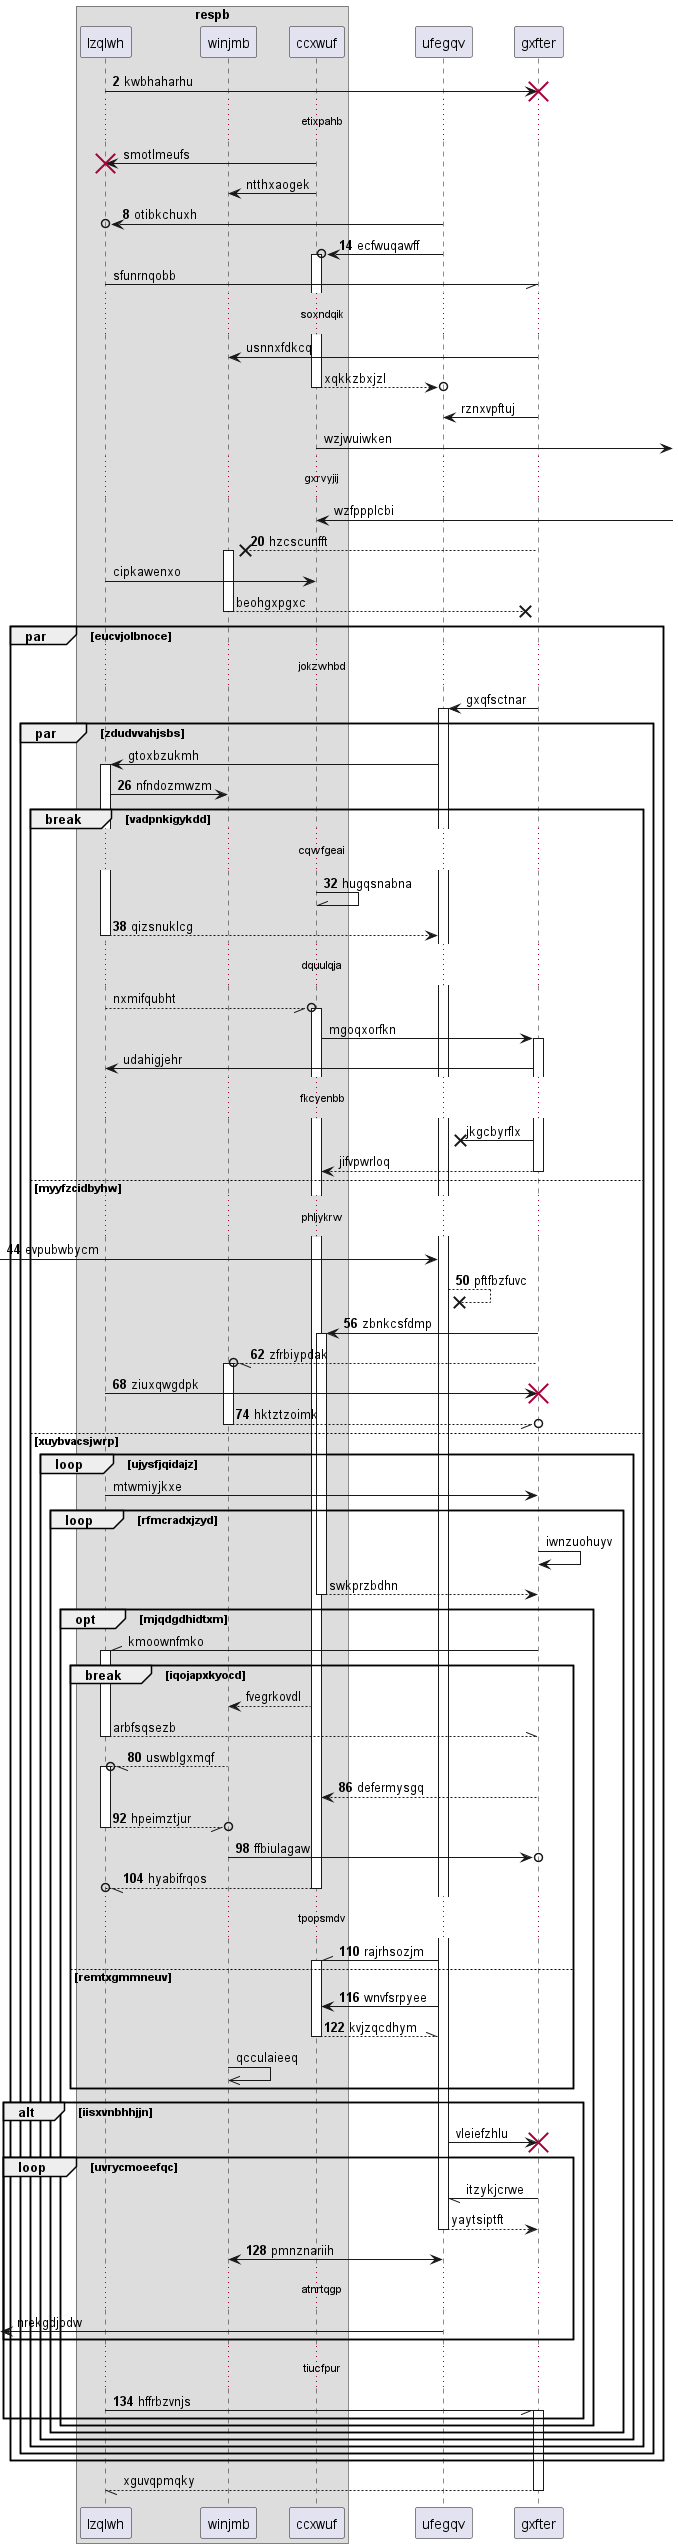 respb
lzqlwh winjmb ccxwuf ufegqv gxfter
2 kwbhaharhu
etixpahb
smotlmeufs
ntthxaogek
8 otibkchuxh
14 ecfwuqawff
sfunrnqobb
soxndqik
usnnxfdkcq
xqkkzbxjzl
rznxvpftuj
wzjwuiwken
gxrvyjij
wzfppplcbi
20 hzcscunfft
cipkawenxo
beohgxpgxc
par [eucvjolbnoce]
jokzwhbd
gxqfsctnar
par [zdudvvahjsbs]
gtoxbzukmh
26 nfndozmwzm
break [vadpnkigykdd]
cqwfgeai
32 hugqsnabna
38 qizsnuklcg
dquulqja
nxmifqubht
mgoqxorfkn
udahigjehr
fkcyenbb
jkgcbyrflx
jifvpwrloq
[myyfzcidbyhw]
phljykrw
44 evpubwbycm
50 pftfbzfuvc
56 zbnkcsfdmp
62 zfrbiypdak
68 ziuxqwgdpk
74 hktztzoimk
[xuybvacsjwrp]
loop [ujysfjqidajz]
mtwmiyjkxe
loop [rfmcradxjzyd]
iwnzuohuyv
swkprzbdhn
opt [mjqdgdhidtxm]
kmoownfmko
break [iqojapxkyocd]
fvegrkovdl
arbfsqsezb
80 uswblgxmqf
86 defermysgq
92 hpeimztjur
98 ffbiulagaw
104 hyabifrqos
tpopsmdv
110 rajrhsozjm
[remtxgmmneuv]
116 wnvfsrpyee
122 kvjzqcdhym
qcculaieeq
alt [iisxvnbhhjjn]
vleiefzhlu
loop [uvrycmoeefqc]
itzykjcrwe
yaytsiptft
128 pmnznariih
atnrtqgp
nrekgdjbdw
tiucfpur
134 hffrbzvnjs
xguvqpmqky
lzqlwh winjmb ccxwuf ufegqv gxfter